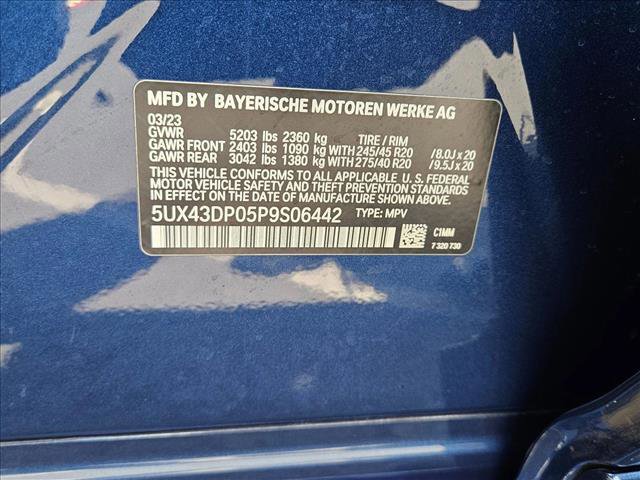 MFD BY BAYERISCHE MOTOREN WERKE AG
03/23
GVWR 5203 lbs 2360 kg TIRE / RIM
GAWR FRONT 2403 lbs 1090 kg WITH 245/45 R20 /8.0J x 20
GAWR REAR 3042 lbs 1380 kg WITH 275/40 R20 /9.5J x 20
THIS VEHICLE CONFORMS TO ALL APPLICABLE U. S. FEDERAL
MOTOR VEHICLE SAFETY AND THEFT PREVENTION STANDARDS
IN EFFECT ON THE DATE OF MANUFACTURE SHOWN ABOVE.
5UX43DP05P9S06442 TYPE: MPV
C1MM
7 320 730